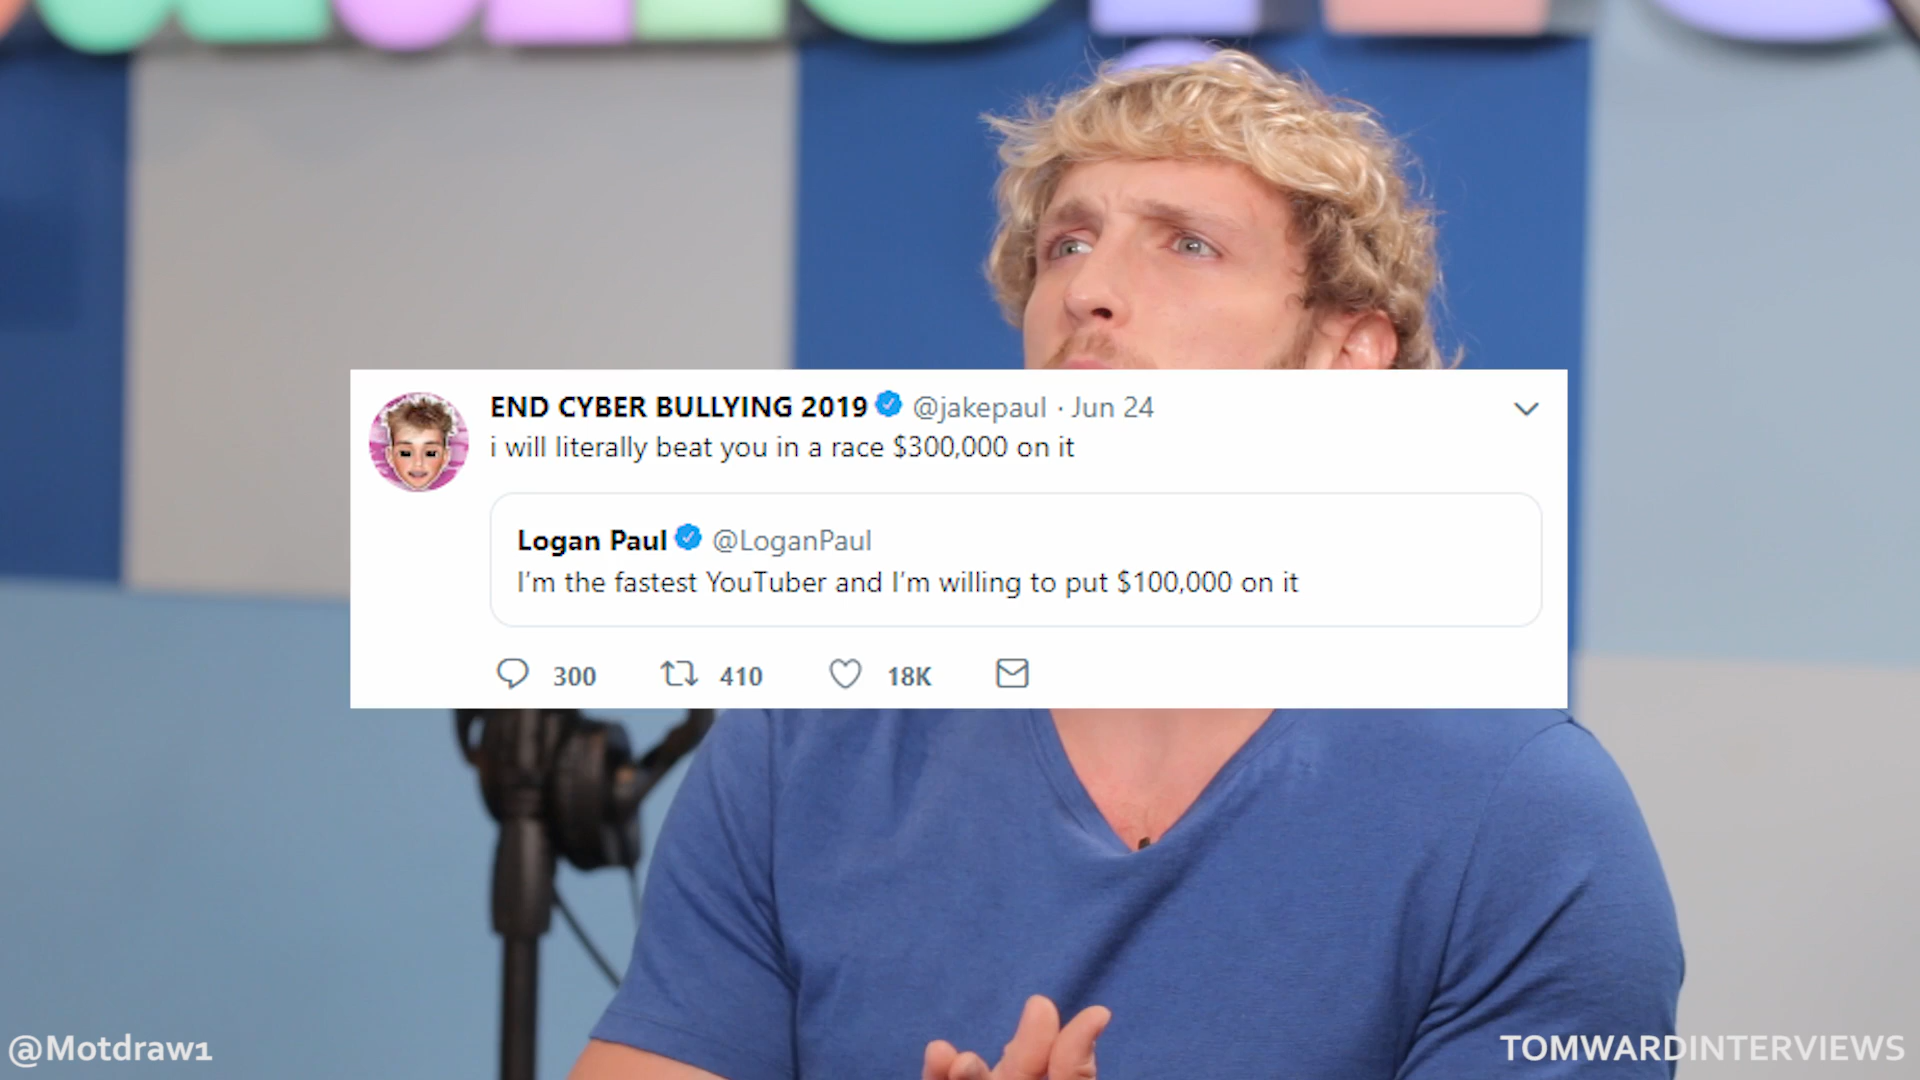 END CYBER BULLYING 2019 @jakepaul · Jun 24
i will literally beat you in a race $300,000 on it
Logan Paul @LoganPaul
I'm the fastest YouTuber and I'm willing to put $100,000 on it
300 410 18K
@Motdraw1 TOMWARDINTERVIEWS